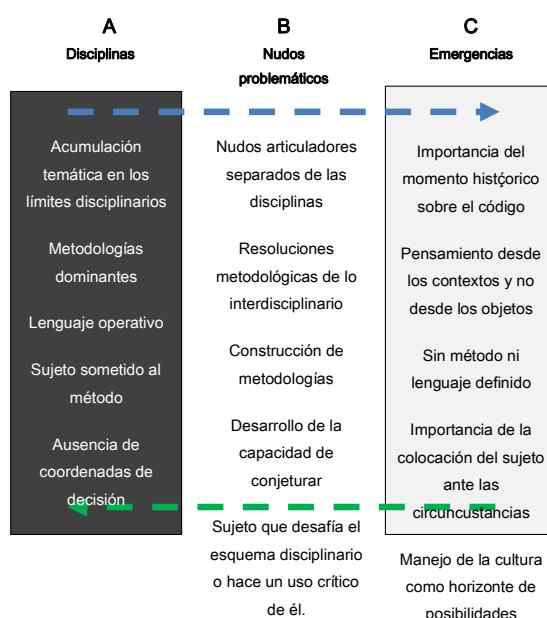 A
Disciplinas
Acumulación
temática en los
límites disciplinarios
Metodologías
dominantes
Lenguaje operativo
Sujeto sometido al
método
Ausencia de
coordenadas de
decisión
B
Nudos
problemáticos
Nudos articuladores
separados de las
disciplinas
Resoluciones
metodológicas de lo
interdisciplinario
Construcción de
metodologías
Desarrollo de la
capacidad de
conjeturar
Sujeto que desafía el
esquema disciplinario
o hace un uso crítico
de él.
C
Emergencias
Importancia del
momento histçorico
sobre el código
Pensamiento desde
los contextos y no
desde los objetos
Sin método ni
lenguaje definido
Importancia de la
colocación del sujeto
ante las
circuncustancias
Manejo de la cultura
como horizonte de
posibilidades